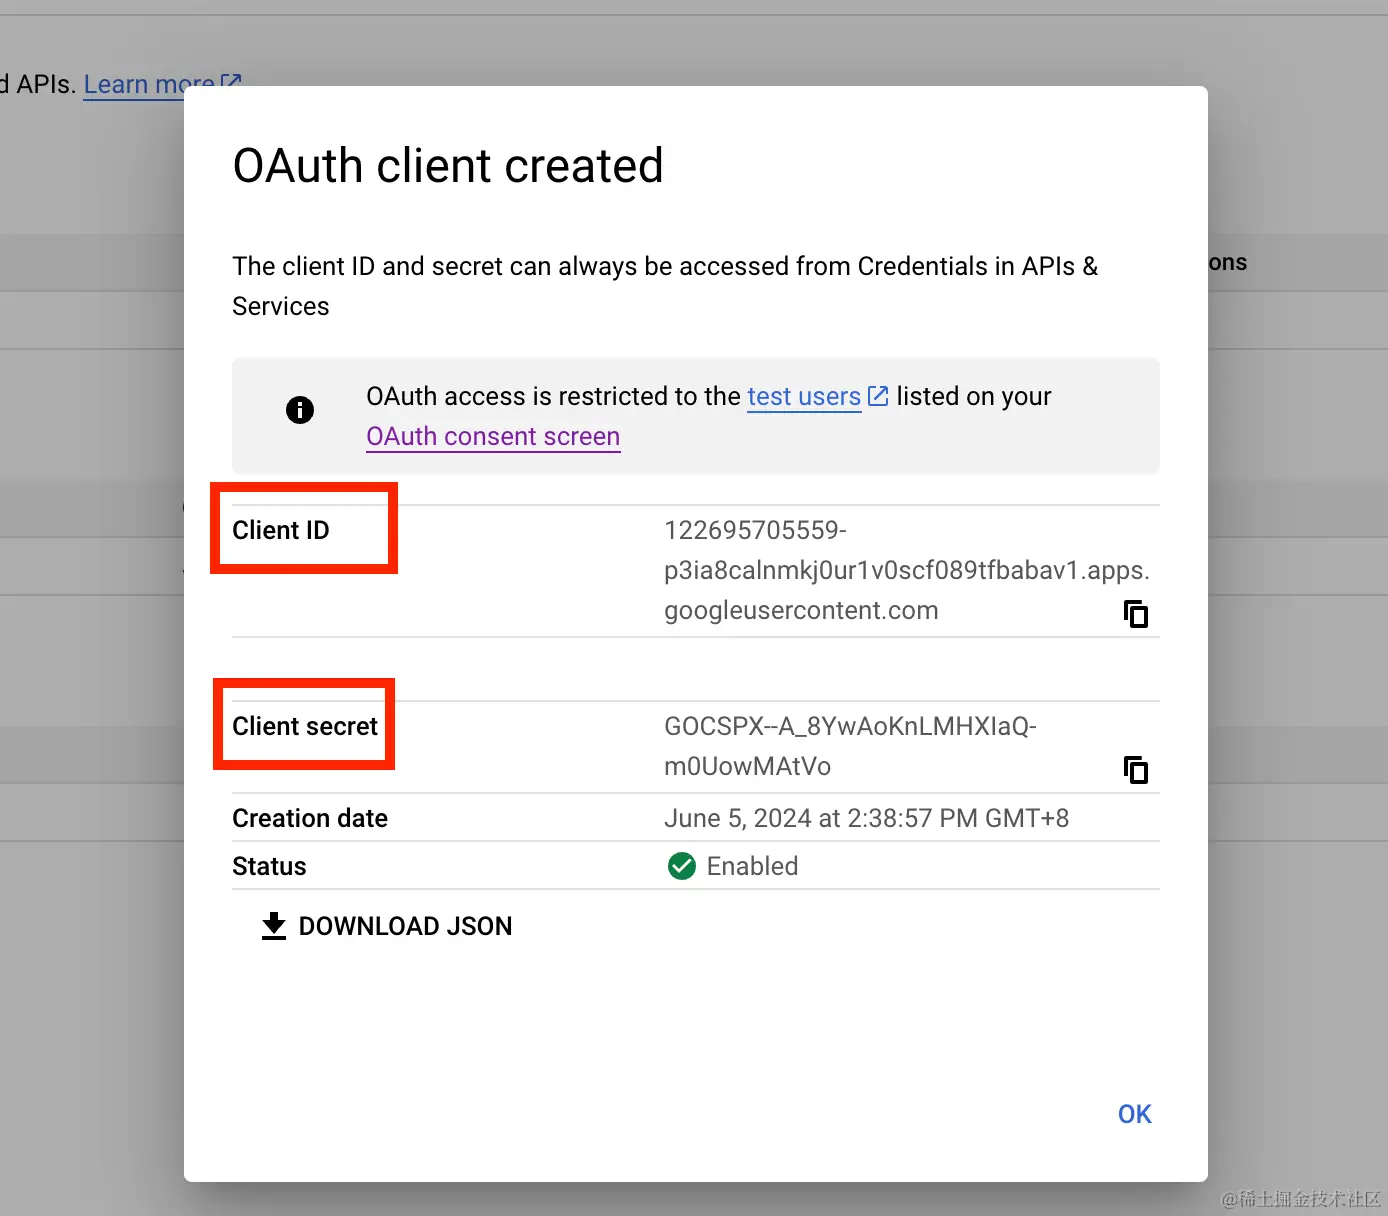 d APIs. Learn more
OAuth client created
The client ID and secret can always be accessed from Credentials in APIs &
Services
ons
OAuth access is restricted to the test users listed on your
OAuth consent screen
Client ID 122695705559-
p3ia8calnmkj0ur1v0scf089tfbabav1.apps.
googleusercontent.com
Client secret GOCSPX--A_8YwAoKnLMHXIaQ-
m0UowMAtVo
Creation date June 5, 2024 at 2:38:57 PM GMT+8
Status Enabled
DOWNLOAD JSON
OK
@稀土掘金技术社区